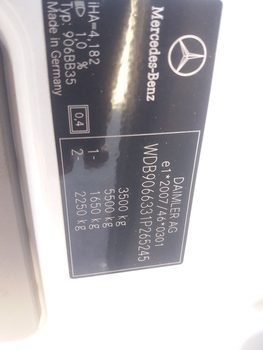 Mercedes-Benz
DAIMLER AG
e1*2007/46*0301
WDB9066331P265245
3500 kg
5500 kg
1- 1650 kg
2- 2250 kg
0,4
iHA=4,182
1,0 %
Typ: 906BB35
Made in Germany